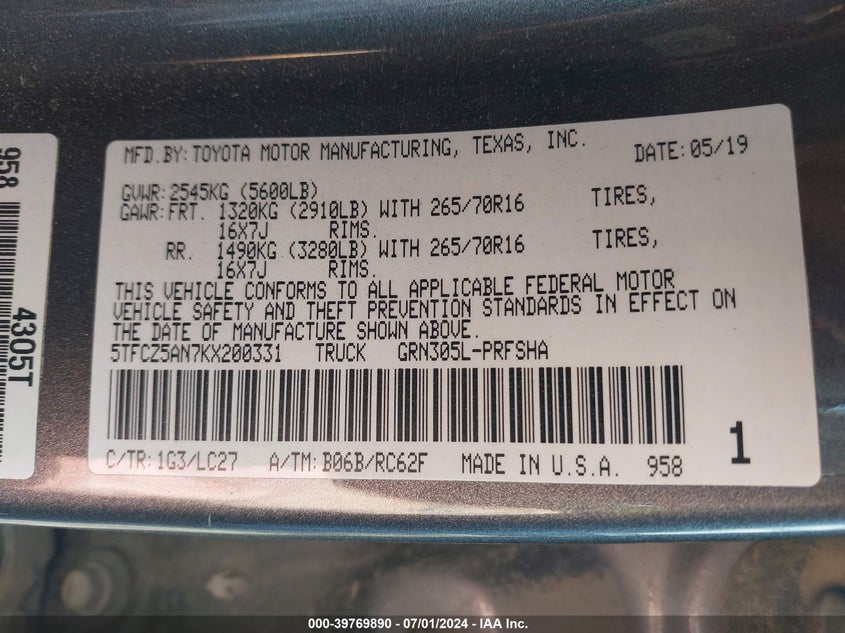 958
4305T
MFD.BY: TOYOTA MOTOR MANUFACTURING, TEXAS, INC. DATE: 05/19
GVWR: 2545KG (5600LB)
GAWR: FRT. 1320KG (2910LB) WITH 265/70R16 TIRES,
16X7J RIMS.
RR. 1490KG (3280LB) WITH 265/70R16 TIRES,
16X7J RIMS.
THIS VEHICLE CONFORMS TO ALL APPLICABLE FEDERAL MOTOR
VEHICLE SAFETY AND THEFT PREVENTION STANDARDS IN EFFECT ON
THE DATE OF MANUFACTURE SHOWN ABOVE.
5TFCZ5AN7KX200331 TRUCK GRN305L-PRFSHA
C/TR: 1G3/LC27 A/TM: B06B/RC62F MADE IN U.S.A. 958
1
000-39769890 - 07/01/2024 - IAA Inc.